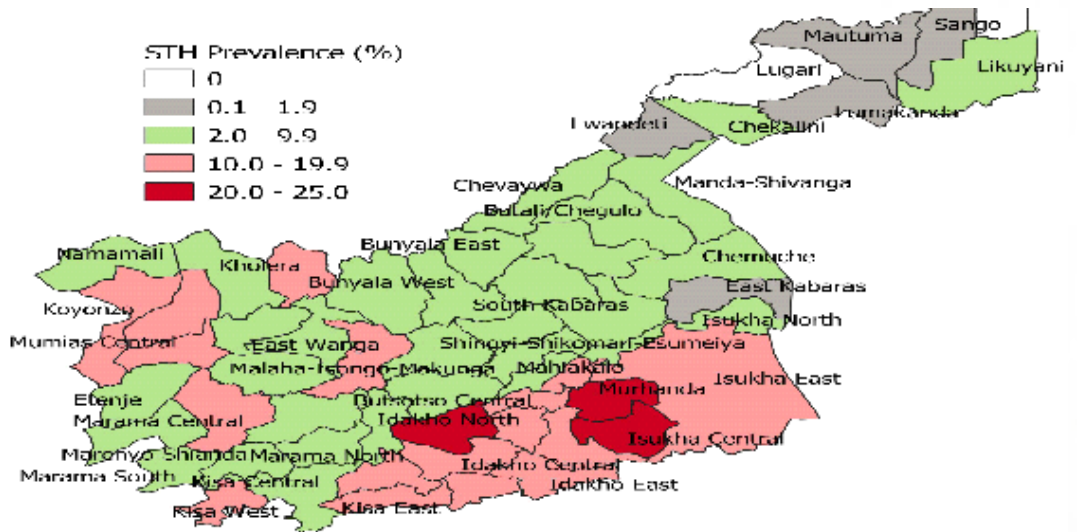 STH Prevalence (%)
0
0.1 1.9
2.0 9.9
10.0 - 19.9
20.0 - 25.0
Sango
Mautuma
Likuyani
Lugari
Lumakanda
Lwandeti
Chekalini
Manda-Shivanga
Chevaywa
Butali/Chegulo
Bunyala East
Chemuche
Namamali
Kholera
Bunyala West
East Kabaras
Koyonzo
South Kabaras
Isukha North
Mumias Central
East Wanga
Shinoyi-Shikomari-Esumeiya
Malaha-Isongo-Makunga
Mahiakalo
Isukha East
Murhanda
Etenje
Butsotso Central
Marama Central
Idakho North
Isukha Central
Marenyo Shianda
Marama North
Idakho Central
Marama South
Kisa Central
Idakho East
Kisa West
Kisa East